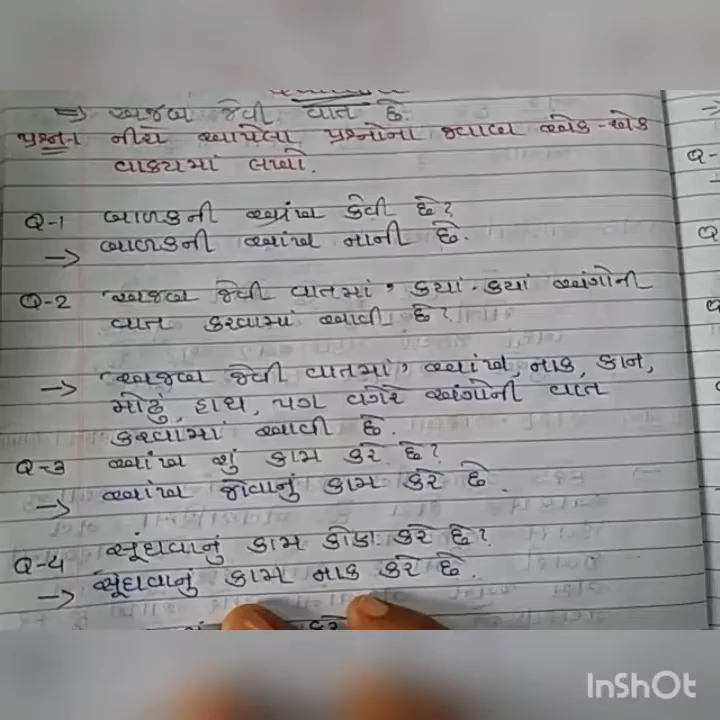 ⇒ અજબ જેવી વાત છે.
પ્રશ્ન-૧ નીચે આપેલા પ્રશ્નોના જવાબ એક-એક
વાક્યમાં લખો.
Q-1 બાળકની આંખ કેવી છે?
→ બાળકની આંખ નાની છે.
Q-2 'અજબ જેવી વાતમાં' કયાં-કયાં અંગોની
વાત કરવામાં આવી છે?
→ 'અજબ જેવી વાતમાં' આંખ, નાક, કાન,
મોઢું, હાથ, પગ વગેરે અંગોની વાત
કરવામાં આવી છે.
Q-3 આંખ શું કામ કરે છે?
→ આંખ જોવાનું કામ કરે છે.
Q-4 સૂંઘવાનું કામ કોણ કરે છે?
→ સૂંઘવાનું કામ નાક કરે છે.
Q-
Q
InShOt